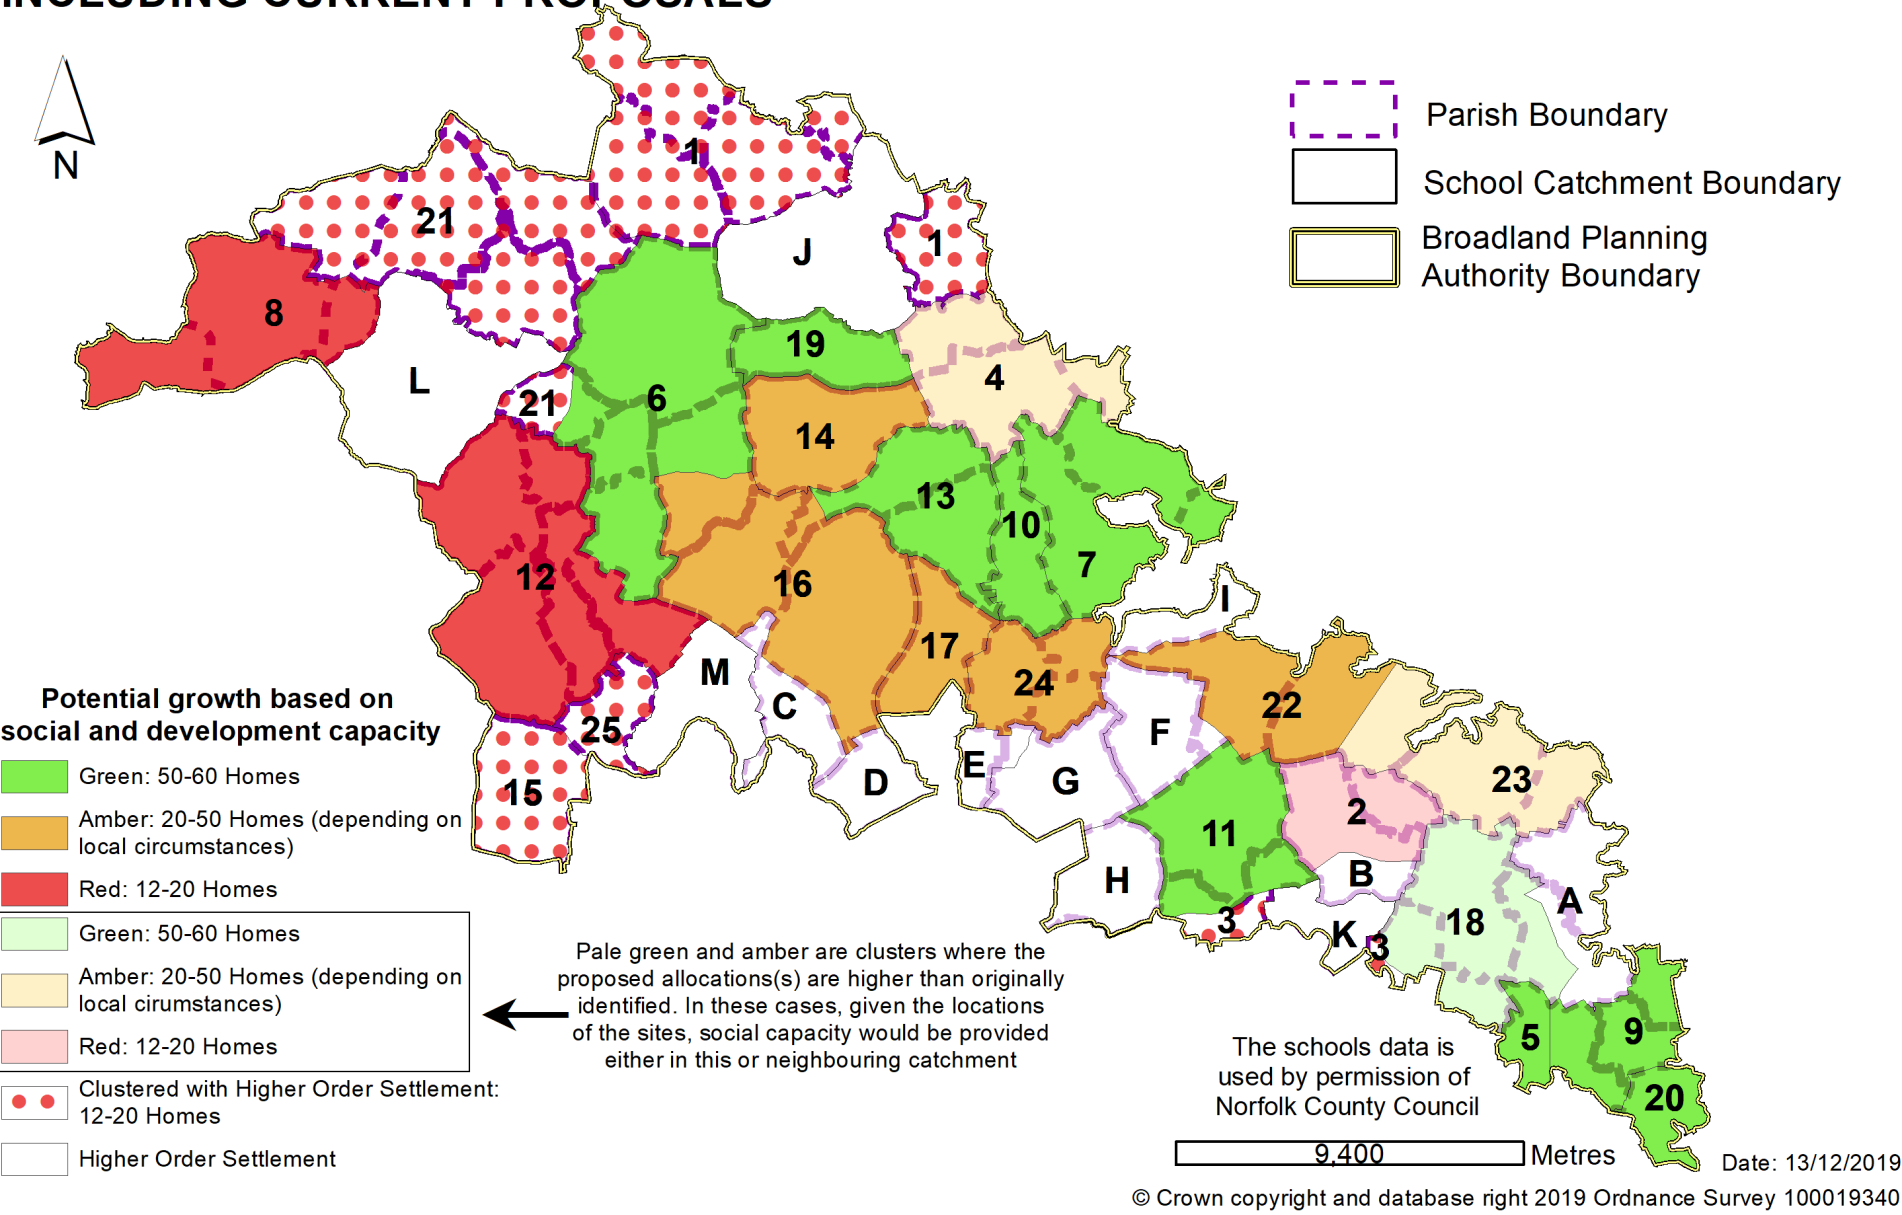 INCLUDING CURRENT PROPOSALS
N
Parish Boundary
School Catchment Boundary
Broadland Planning
Authority Boundary
1
21
J
1
8
19
L
4
6
21
14
13
10
7
12
16
I
17
M
24
C
22
F
25
E
D
G
23
15
2
11
H
B
A
3
K
3
18
5
9
20
Potential growth based on
social and development capacity
Green: 50-60 Homes
Amber: 20-50 Homes (depending on
local circumstances)
Red: 12-20 Homes
Green: 50-60 Homes
Amber: 20-50 Homes (depending on
local cirumstances)
Red: 12-20 Homes
Clustered with Higher Order Settlement:
12-20 Homes
Higher Order Settlement
Pale green and amber are clusters where the
proposed allocations(s) are higher than originally
identified. In these cases, given the locations
of the sites, social capacity would be provided
either in this or neighbouring catchment
The schools data is
used by permission of
Norfolk County Council
9,400 Metres
Date: 13/12/2019
© Crown copyright and database right 2019 Ordnance Survey 100019340